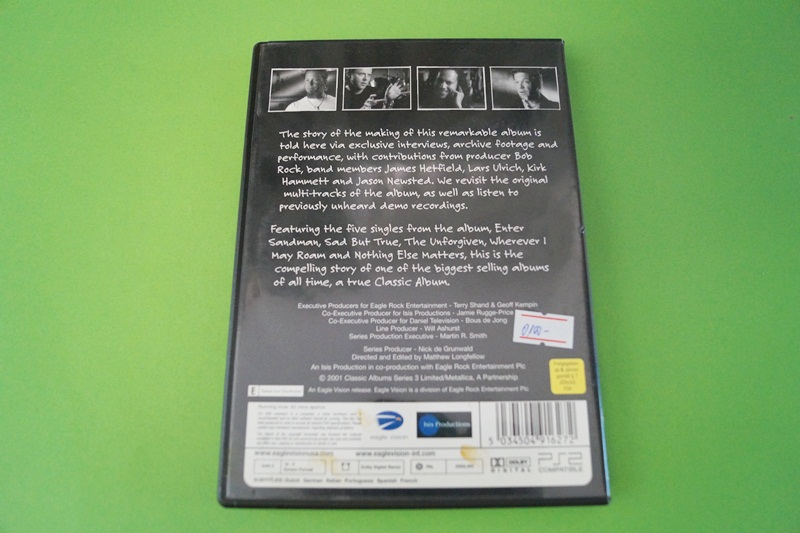 The story of the making of this remarkable album is
told here via exclusive interviews, archive footage and
performance, with contributions from producer Bob
Rock, band members James Hetfield, Lars Ulrich, Kirk
Hammett and Jason Newsted. We revisit the original
multi-tracks of the album, as well as listen to
previously unheard demo recordings.
Featuring the five singles from the album, Enter
Sandman, Sad But True, The Unforgiven, Wherever I
May Roam and Nothing Else Matters, this is the
compelling story of one of the biggest selling albums
of all time, a true Classic Album.
Executive Producers for Eagle Rock Entertainment - Terry Shand & Geoff Kempin
Co-Executive Producer for Isis Productions - Jamie Rugge-Price
Co-Executive Producer for Daniel Television - Bous de Jong
Line Producer - Will Ashurst
Series Production Executive - Martin R. Smith
Series Producer - Nick de Grunwald
Directed and Edited by Matthew Longfellow
An Isis Production in co-production with Eagle Rock Entertainment Plc
© 2001 Classic Albums Series 3 Limited/Metallica, A Partnership
E
An Eagle Vision release. Eagle Vision is a division of Eagle Rock Entertainment Plc
eagle vision
Isis Productions
5 034504 916272
www.eaglevisionusa.com www.eaglevision-int.com
Dolby Digital Stereo
DOLBY
DIGITAL
PS2
COMPATIBLE
Dutch German Italian Portuguese Spanish French